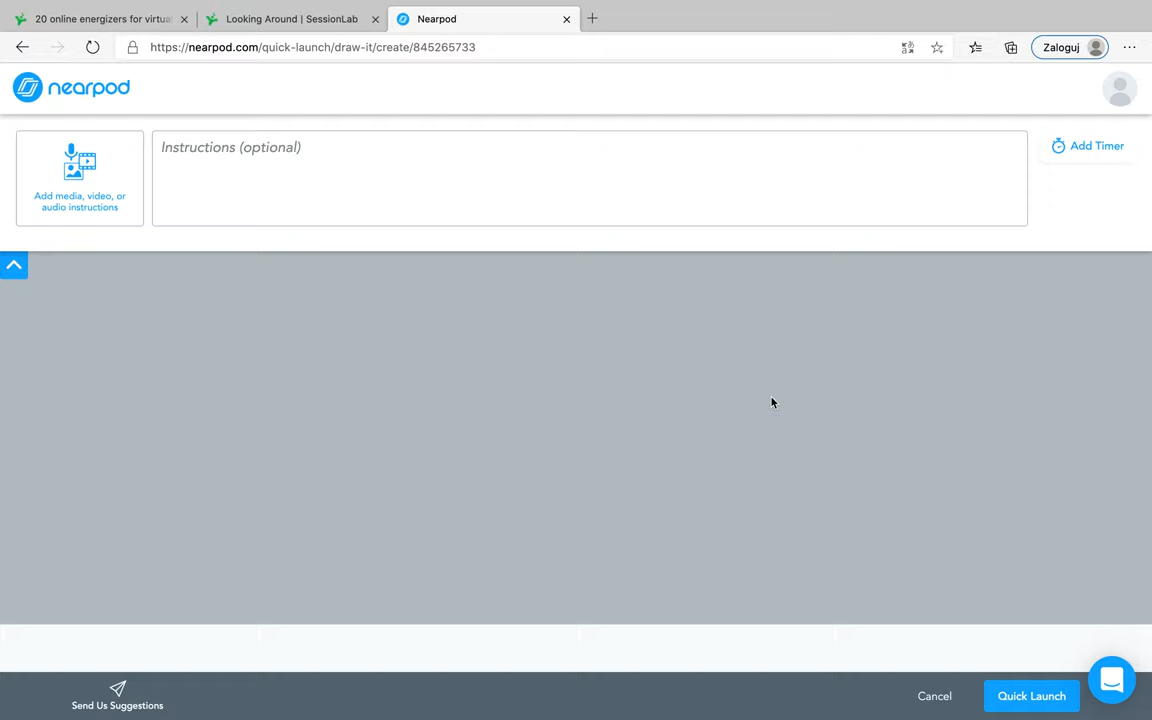 20 online energizers for virtua
Looking Around | SessionLab
Nearpod
https://nearpod.com/quick-launch/draw-it/create/845265733
Zaloguj
nearpod
Add media, video, or
audio instructions
Instructions (optional)
Add Timer
Send Us Suggestions
Cancel
Quick Launch